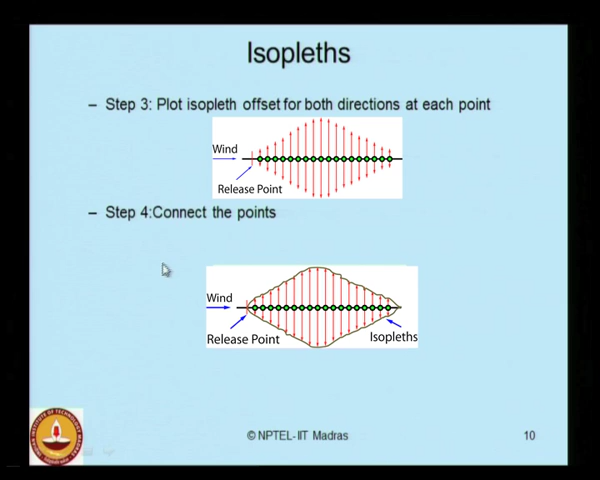 Isopleths
– Step 3: Plot isopleth offset for both directions at each point
Wind
Release Point
– Step 4:Connect the points
Wind
Release Point
Isopleths
© NPTEL-IIT Madras
10